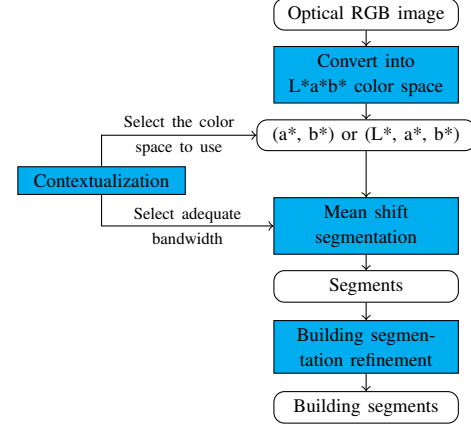 Optical RGB image
Convert into
L*a*b* color space
Select the color
space to use
(a*, b*) or (L*, a*, b*)
Contextualization
Select adequate
bandwidth
Mean shift
segmentation
Segments
Building segmen-
tation refinement
Building segments